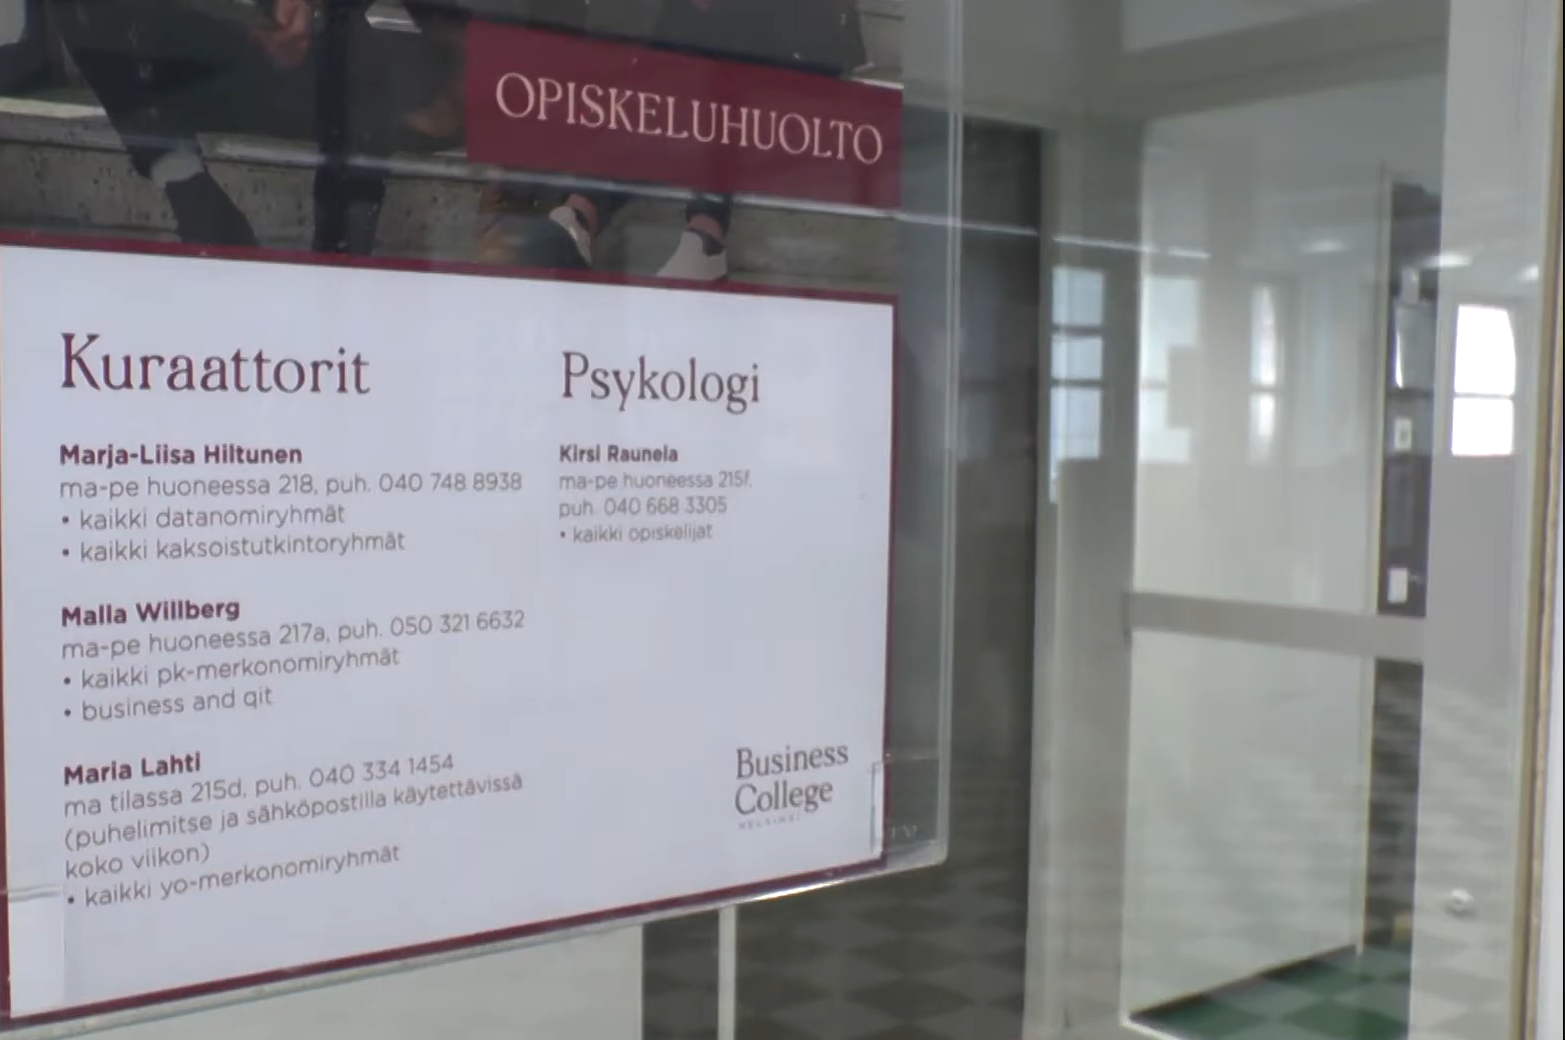 OPISKELUHUOLTO
Kuraattorit
Marja-Liisa Hiltunen
ma-pe huoneessa 218, puh. 040 748 8938
• kaikki datanomiryhmät
• kaikki kaksoistutkintoryhmät
Malla Willberg
ma-pe huoneessa 217a, puh. 050 321 6632
• kaikki pk-merkonomiryhmät
• business and git
Maria Lahti
ma tilassa 215d, puh. 040 334 1454
(puhelimitse ja sähköpostilla käytettävissä
koko viikon)
• kaikki yo-merkonomiryhmät
Psykologi
Kirsi Raunela
ma-pe huoneessa 215f,
puh. 040 668 3305
• kaikki opiskelijat
Business
College
HELSINKI